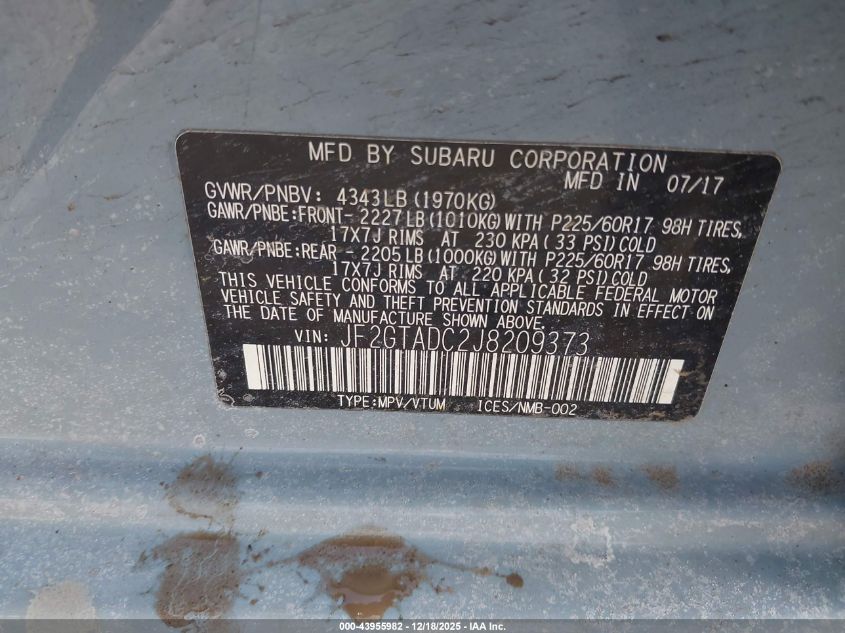 MFD BY SUBARU CORPORATION
MFD IN 07/17
GVWR/PNBV: 4343LB(1970KG)
GAWR/PNBE:FRONT- 2227LB(1010KG)WITH P225/60R17 98H TIRES,
17X7J RIMS AT 230 KPA(33 PSI)COLD
GAWR/PNBE:REAR - 2205LB(1000KG)WITH P225/60R17 98H TIRES,
17X7J RIMS AT 220 KPA(32 PSI)COLD
THIS VEHICLE CONFORMS TO ALL APPLICABLE FEDERAL MOTOR
VEHICLE SAFETY AND THEFT PREVENTION STANDARDS IN EFFECT ON
THE DATE OF MANUFACTURE SHOWN ABOVE.
VIN: JF2GTADC2J8209373
TYPE:MPV/VTUM ICES/NMB-002
000-43955982 - 12/18/2025 - IAA Inc.